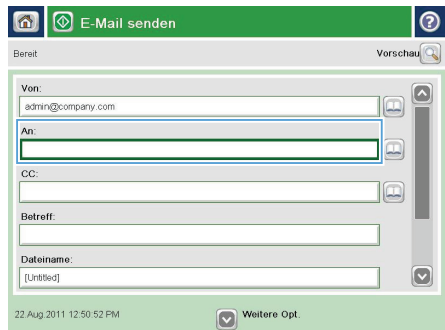 E-Mail senden
Bereit
Vorschau
Von:
admin@company.com
An:
CC:
Betreff:
Dateiname:
[Untitled]
22.Aug.2011 12:50:52 PM
Weitere Opt.